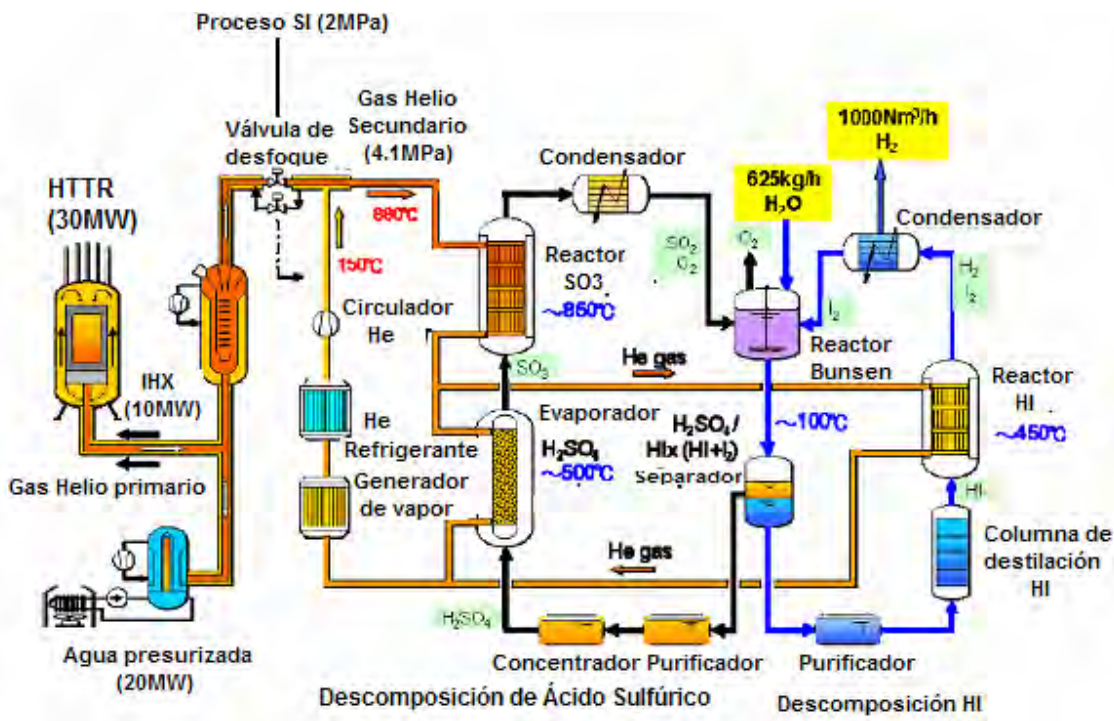 Proceso SI (2MPa)
Gas Helio
Secundario
(4.1MPa)
Válvula de
desfoque
HTTR
(30MW)
880℃
150℃
Condensador
1000Nm³/h
H₂
625kg/h
H₂O
Condensador
SO₂
O₂
O₂
H₂
I₂
I₂
Reactor
SO3
~850℃
Circulador
He
Reactor
Bunsen
He gas
SO₃
IHX
(10MW)
Reactor
HI
~450℃
He
Refrigerante
Evaporador
H₂SO₄
~500℃
H₂SO₄ /
HIx (HI+I₂)
Separador
~100℃
Gas Helio primario
Generador
de vapor
HI
Columna de
destilación
HI
He gas
H₂SO₄
Concentrador
Purificador
Purificador
Agua presurizada
(20MW)
Descomposición de Ácido Sulfúrico
Descomposición HI